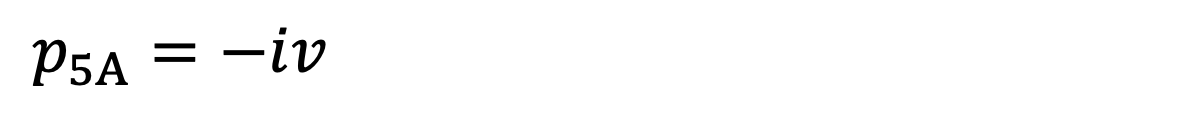 p₅A = −iv